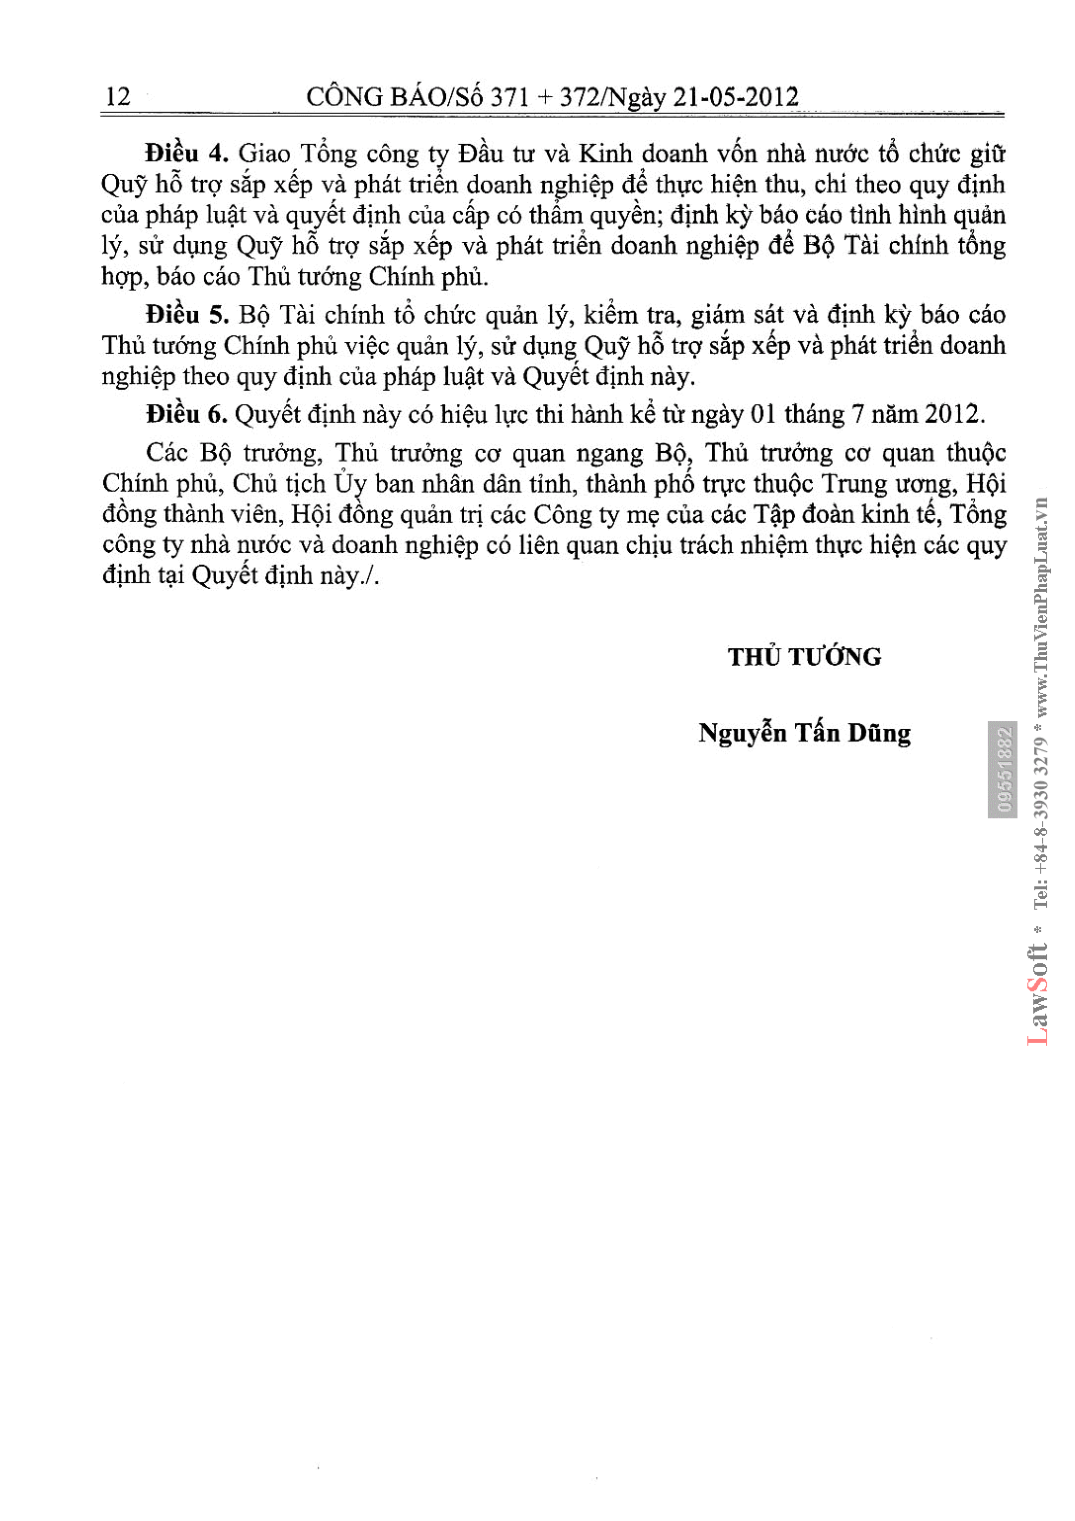 12 CÔNG BÁO/Số 371 + 372/Ngày 21-05-2012
Điều 4. Giao Tổng công ty Đầu tư và Kinh doanh vốn nhà nước tổ chức giữ
Quỹ hỗ trợ sắp xếp và phát triển doanh nghiệp để thực hiện thu, chi theo quy định
của pháp luật và quyết định của cấp có thẩm quyền; định kỳ báo cáo tình hình quản
lý, sử dụng Quỹ hỗ trợ sắp xếp và phát triển doanh nghiệp để Bộ Tài chính tổng
hợp, báo cáo Thủ tướng Chính phủ.
Điều 5. Bộ Tài chính tổ chức quản lý, kiểm tra, giám sát và định kỳ báo cáo
Thủ tướng Chính phủ việc quản lý, sử dụng Quỹ hỗ trợ sắp xếp và phát triển doanh
nghiệp theo quy định của pháp luật và Quyết định này.
Điều 6. Quyết định này có hiệu lực thi hành kể từ ngày 01 tháng 7 năm 2012.
Các Bộ trưởng, Thủ trưởng cơ quan ngang Bộ, Thủ trưởng cơ quan thuộc
Chính phủ, Chủ tịch Ủy ban nhân dân tỉnh, thành phố trực thuộc Trung ương, Hội
đồng thành viên, Hội đồng quản trị các Công ty mẹ của các Tập đoàn kinh tế, Tổng
công ty nhà nước và doanh nghiệp có liên quan chịu trách nhiệm thực hiện các quy
định tại Quyết định này./.
THỦ TƯỚNG
Nguyễn Tấn Dũng
09551882
LawSoft * Tel: +84-8-3930 3279 * www.ThuVienPhapLuat.vn